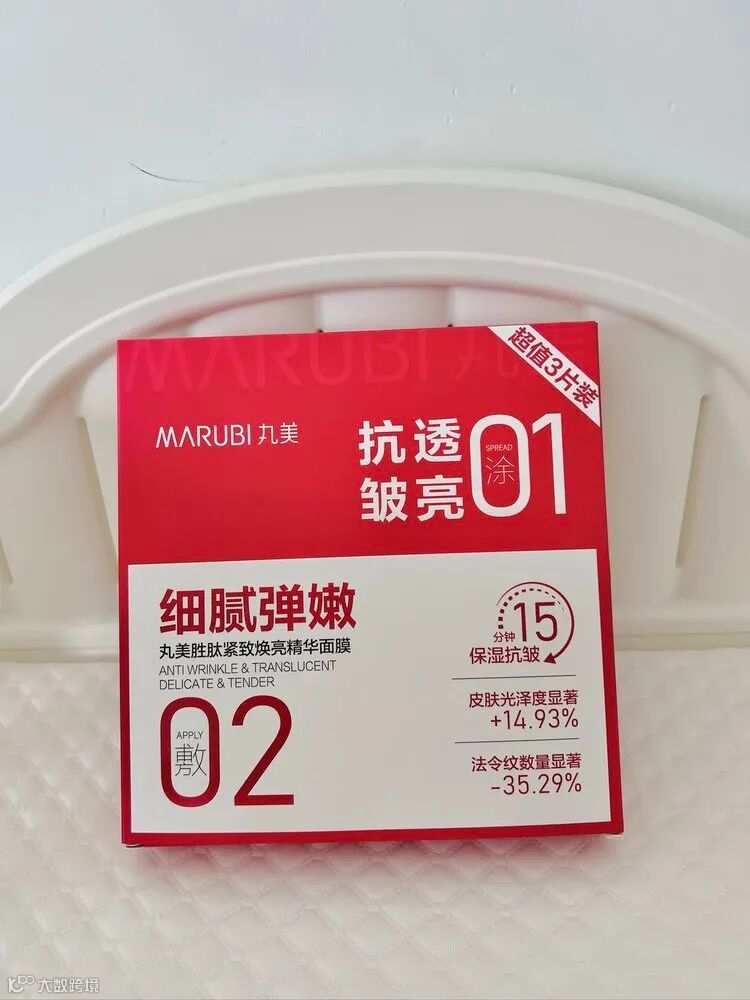 MARUBI 丸美
超值3片装
MARUBI 丸美
抗透
皱亮
01
SPREAD
涂
细腻弹嫩
丸美胜肽紧致焕亮精华面膜
ANTI WRINKLE & TRANSLUCENT
DELICATE & TENDER
02
APPLY
敷
15
分钟
保湿抗皱
皮肤光泽度显著
+14.93%
法令纹数量显著
-35.29%
大数跨境